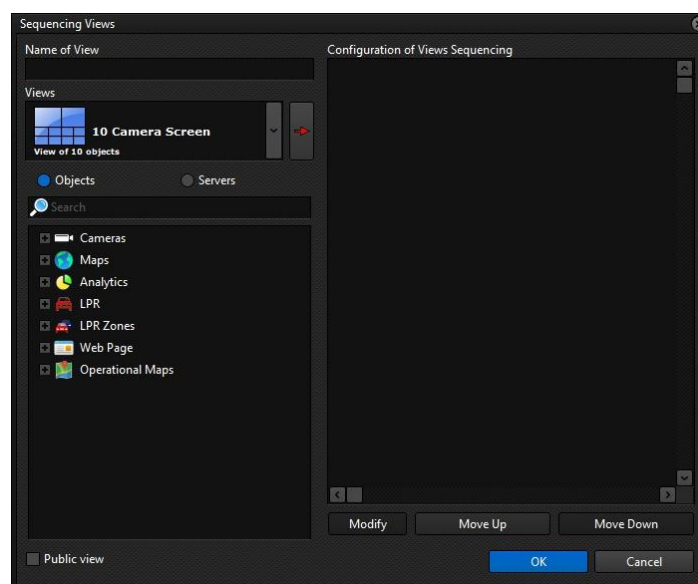 Sequencing Views
Name of View
Views
10 Camera Screen
View of 10 objects
Objects
Servers
Search
Cameras
Maps
Analytics
LPR
LPR Zones
Web Page
Operational Maps
Public view
Configuration of Views Sequencing
Modify
Move Up
Move Down
OK
Cancel